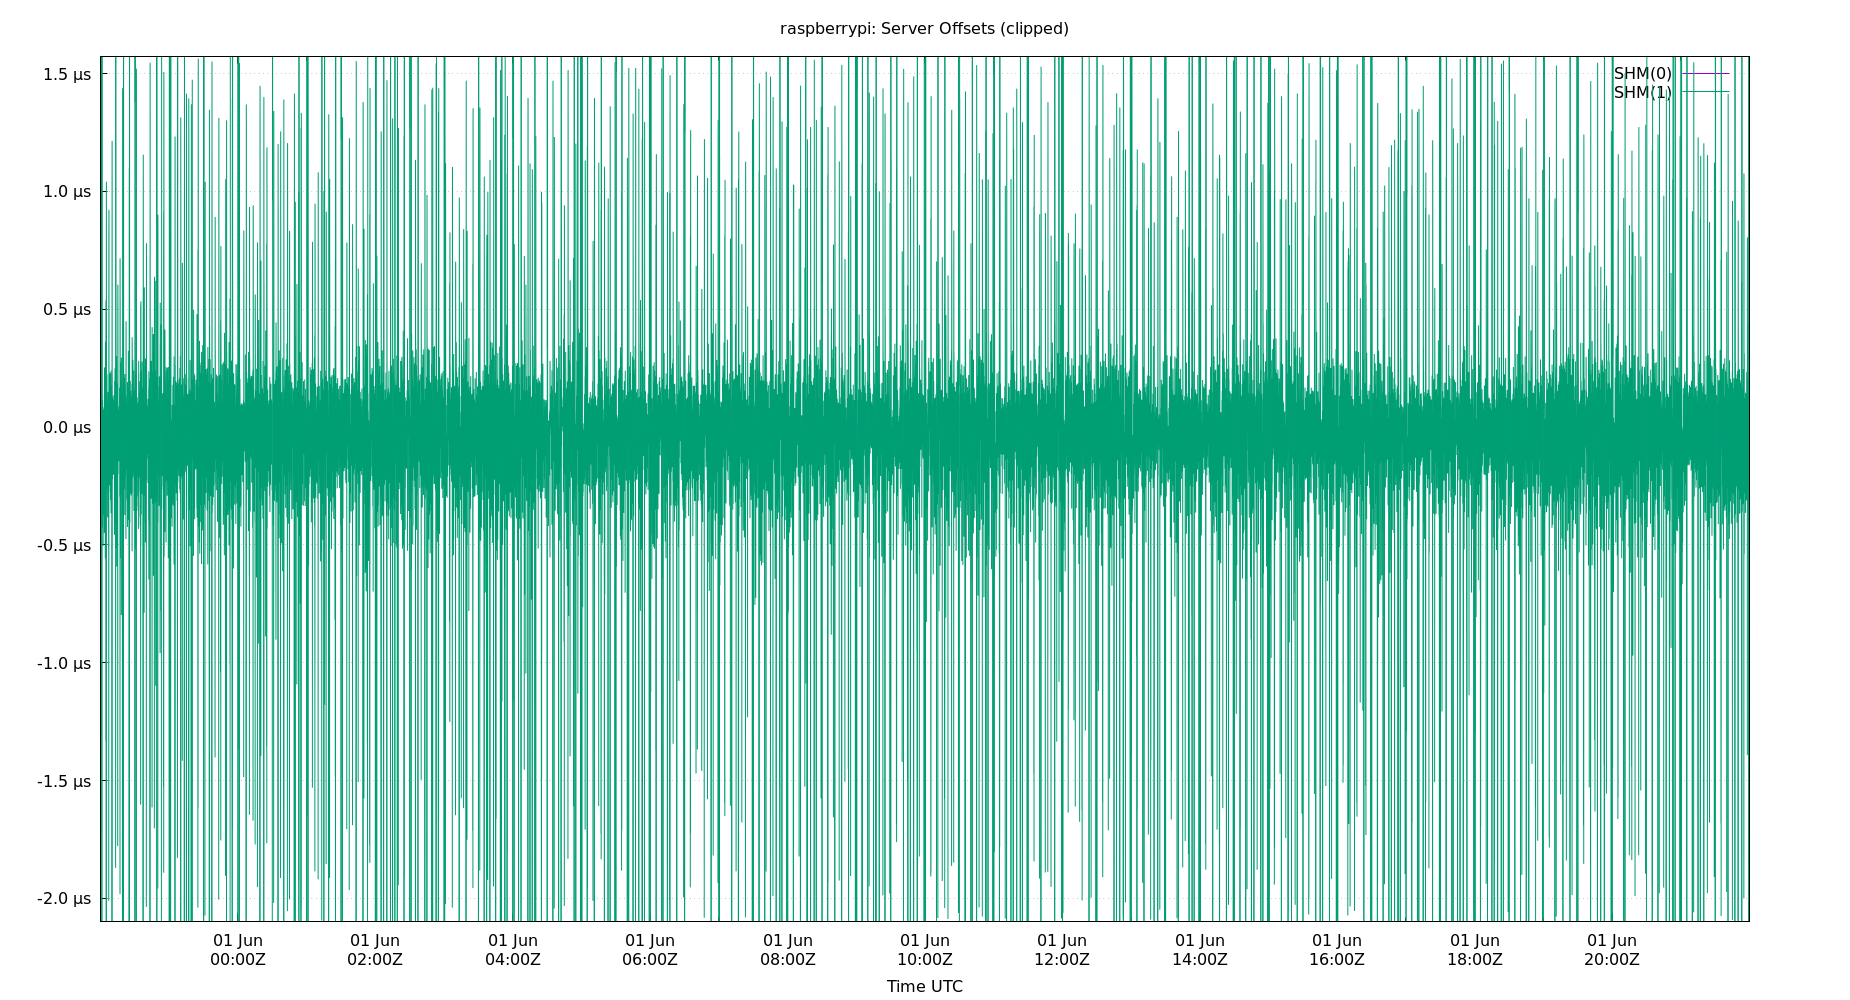 raspberrypi: Server Offsets (clipped)
1.5 µs
1.0 µs
0.5 µs
0.0 µs
-0.5 µs
-1.0 µs
-1.5 µs
-2.0 µs
SHM(0)
SHM(1)
01 Jun 01 Jun 01 Jun 01 Jun 01 Jun 01 Jun 01 Jun 01 Jun 01 Jun 01 Jun 01 Jun
00:00Z 02:00Z 04:00Z 06:00Z 08:00Z 10:00Z 12:00Z 14:00Z 16:00Z 18:00Z 20:00Z
Time UTC